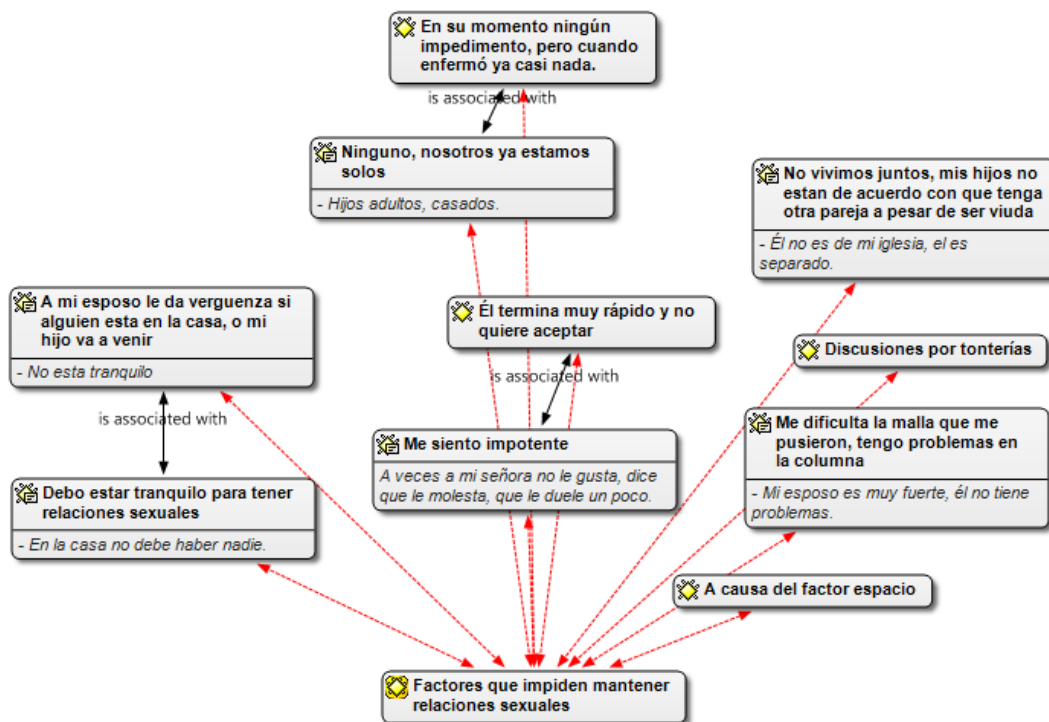 En su momento ningún
impedimento, pero cuando
enfermó ya casi nada.
is associated with
Ninguno, nosotros ya estamos
solos
- Hijos adultos, casados.
No vivimos juntos, mis hijos no
estan de acuerdo con que tenga
otra pareja a pesar de ser viuda
- Él no es de mi iglesia, el es
separado.
A mi esposo le da verguenza si
alguien esta en la casa, o mi
hijo va a venir
- No esta tranquilo
Él termina muy rápido y no
quiere aceptar
Discusiones por tonterías
is associated with
is associated with
Me siento impotente
A veces a mi señora no le gusta, dice
que le molesta, que le duele un poco.
Me dificulta la malla que me
pusieron, tengo problemas en
la columna
- Mi esposo es muy fuerte, él no tiene
problemas.
Debo estar tranquilo para tener
relaciones sexuales
- En la casa no debe haber nadie.
A causa del factor espacio
Factores que impiden mantener
relaciones sexuales